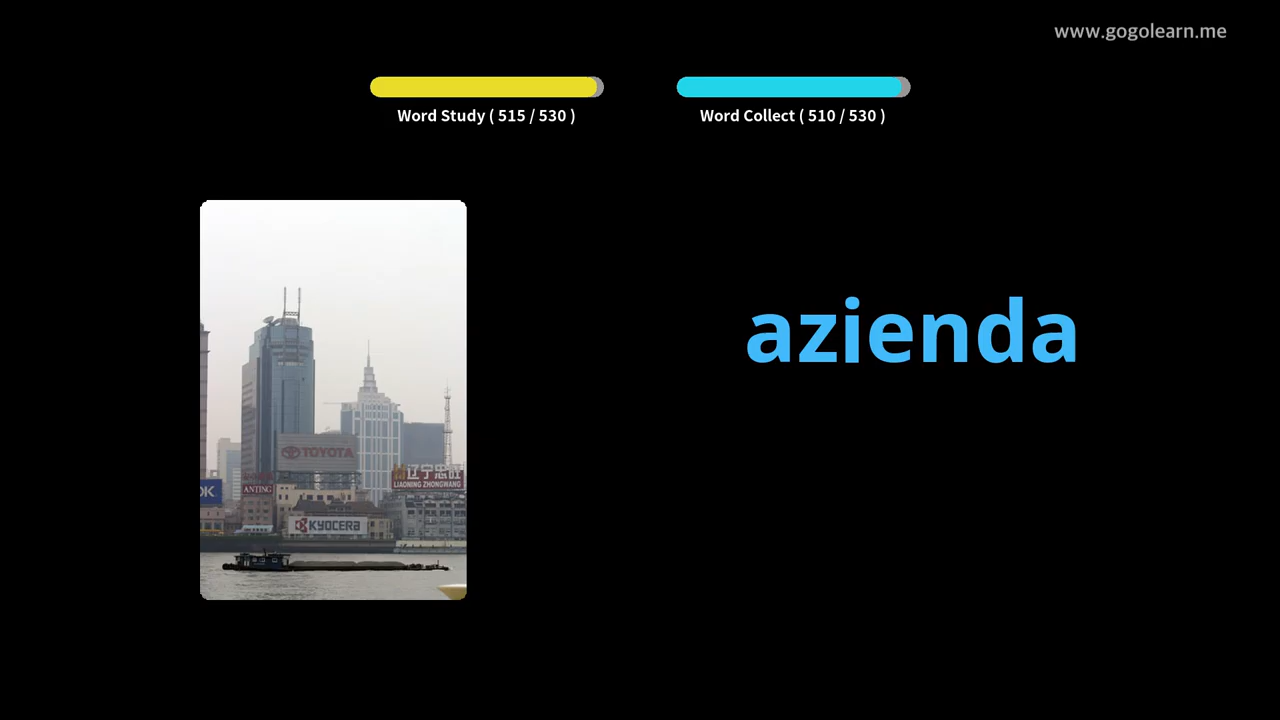 www.gogolearn.me
Word Study ( 515 / 530 )
Word Collect ( 510 / 530 )
azienda
TOYOTA
辽宁忠旺
LIAONING ZHONGWANG
ANTING
KYOCERA